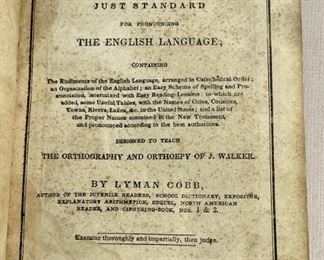 JUST STANDARD
FOR PRONOUNCING
THE ENGLISH LANGUAGE;
CONTAINING
The Rudiments of the English Language, arranged in Catechetical Order;
an Organization of the Alphabet; an Easy Scheme of Spelling and Pro-
nunciation, intermixed with Easy Reading Lessons: to which are
added, some Useful Tables, with the Names of Cities, Counties,
Towns, Rivers, Lakes, &c. in the United States; and a list of
the Proper Names contained in the New Testament,
and pronounced according to the best authorities.
DESIGNED TO TEACH
THE ORTHOGRAPHY AND ORTHOEPY OF J. WALKER.
BY LYMAN COBB,
AUTHOR OF THE JUVENILE READERS, SCHOOL DICTIONARY, EXPOSITOR,
EXPLANATORY ARITHMETICK, SEQUEL, NORTH AMERICAN
READER, AND CIPHERING-BOOK, NOS. 1 & 2.
Examine thoroughly and impartially, then judge.